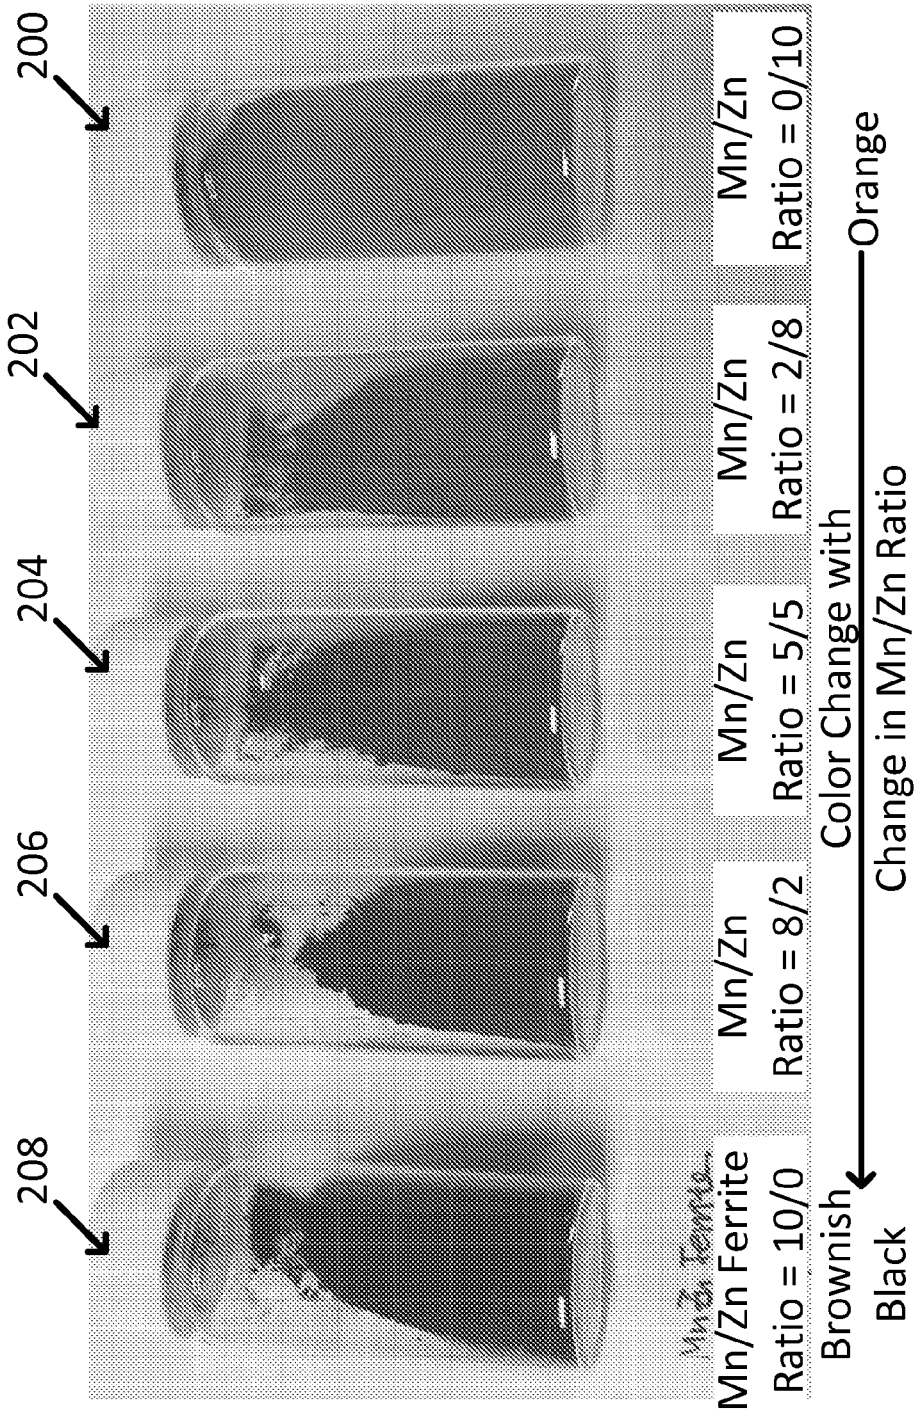 208
206
204
202
200
Mn/Zn Ferrite
Ratio = 10/0
Mn/Zn
Ratio = 8/2
Mn/Zn
Ratio = 5/5
Mn/Zn
Ratio = 2/8
Mn/Zn
Ratio = 0/10
Brownish
Black
Color Change with
Change in Mn/Zn Ratio
Orange